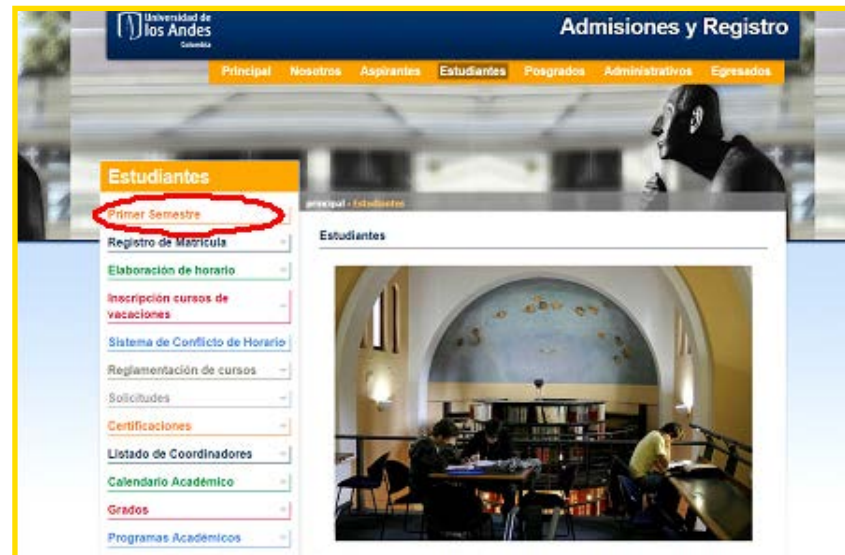 Universidad de
los Andes
Colombia
Admisiones y Registro
Principal Nosotros Aspirantes Estudiantes Posgrados Administrativos Egresados
Estudiantes
principal - Estudiantes
Primer Semestre
Registro de Matrícula
Elaboración de horario
Inscripción cursos de
vacaciones
Sistema de Conflicto de Horario
Reglamentación de cursos
Solicitudes
Certificaciones
Listado de Coordinadores
Calendario Académico
Grados
Programas Académicos
Estudiantes